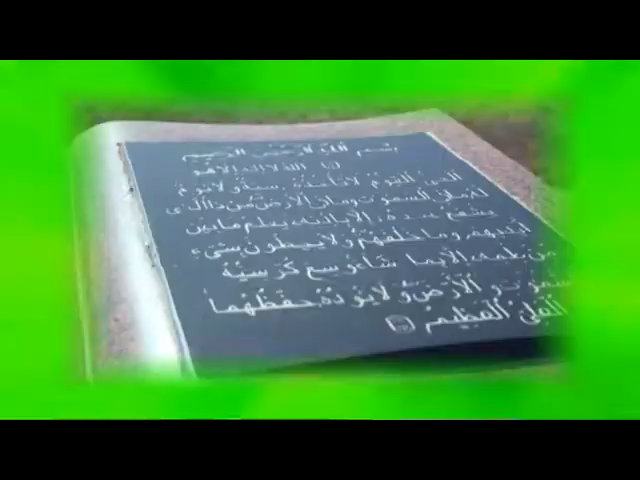 بسم الله الرحمن الرحيم
الله لا اله الا هو
الحي القيوم لا تأخذه سنة ولا نوم
له ما في السموت وما في الأرض من ذا الذي
يشفع عنده الا باذنه يعلم ما بين
ايديهم وما خلفهم ولا يحيطون بشيء
من علمه الا بما شاء وسع كرسيه
السموت و الأرض ولا يؤده حفظهما
العلي العظيم